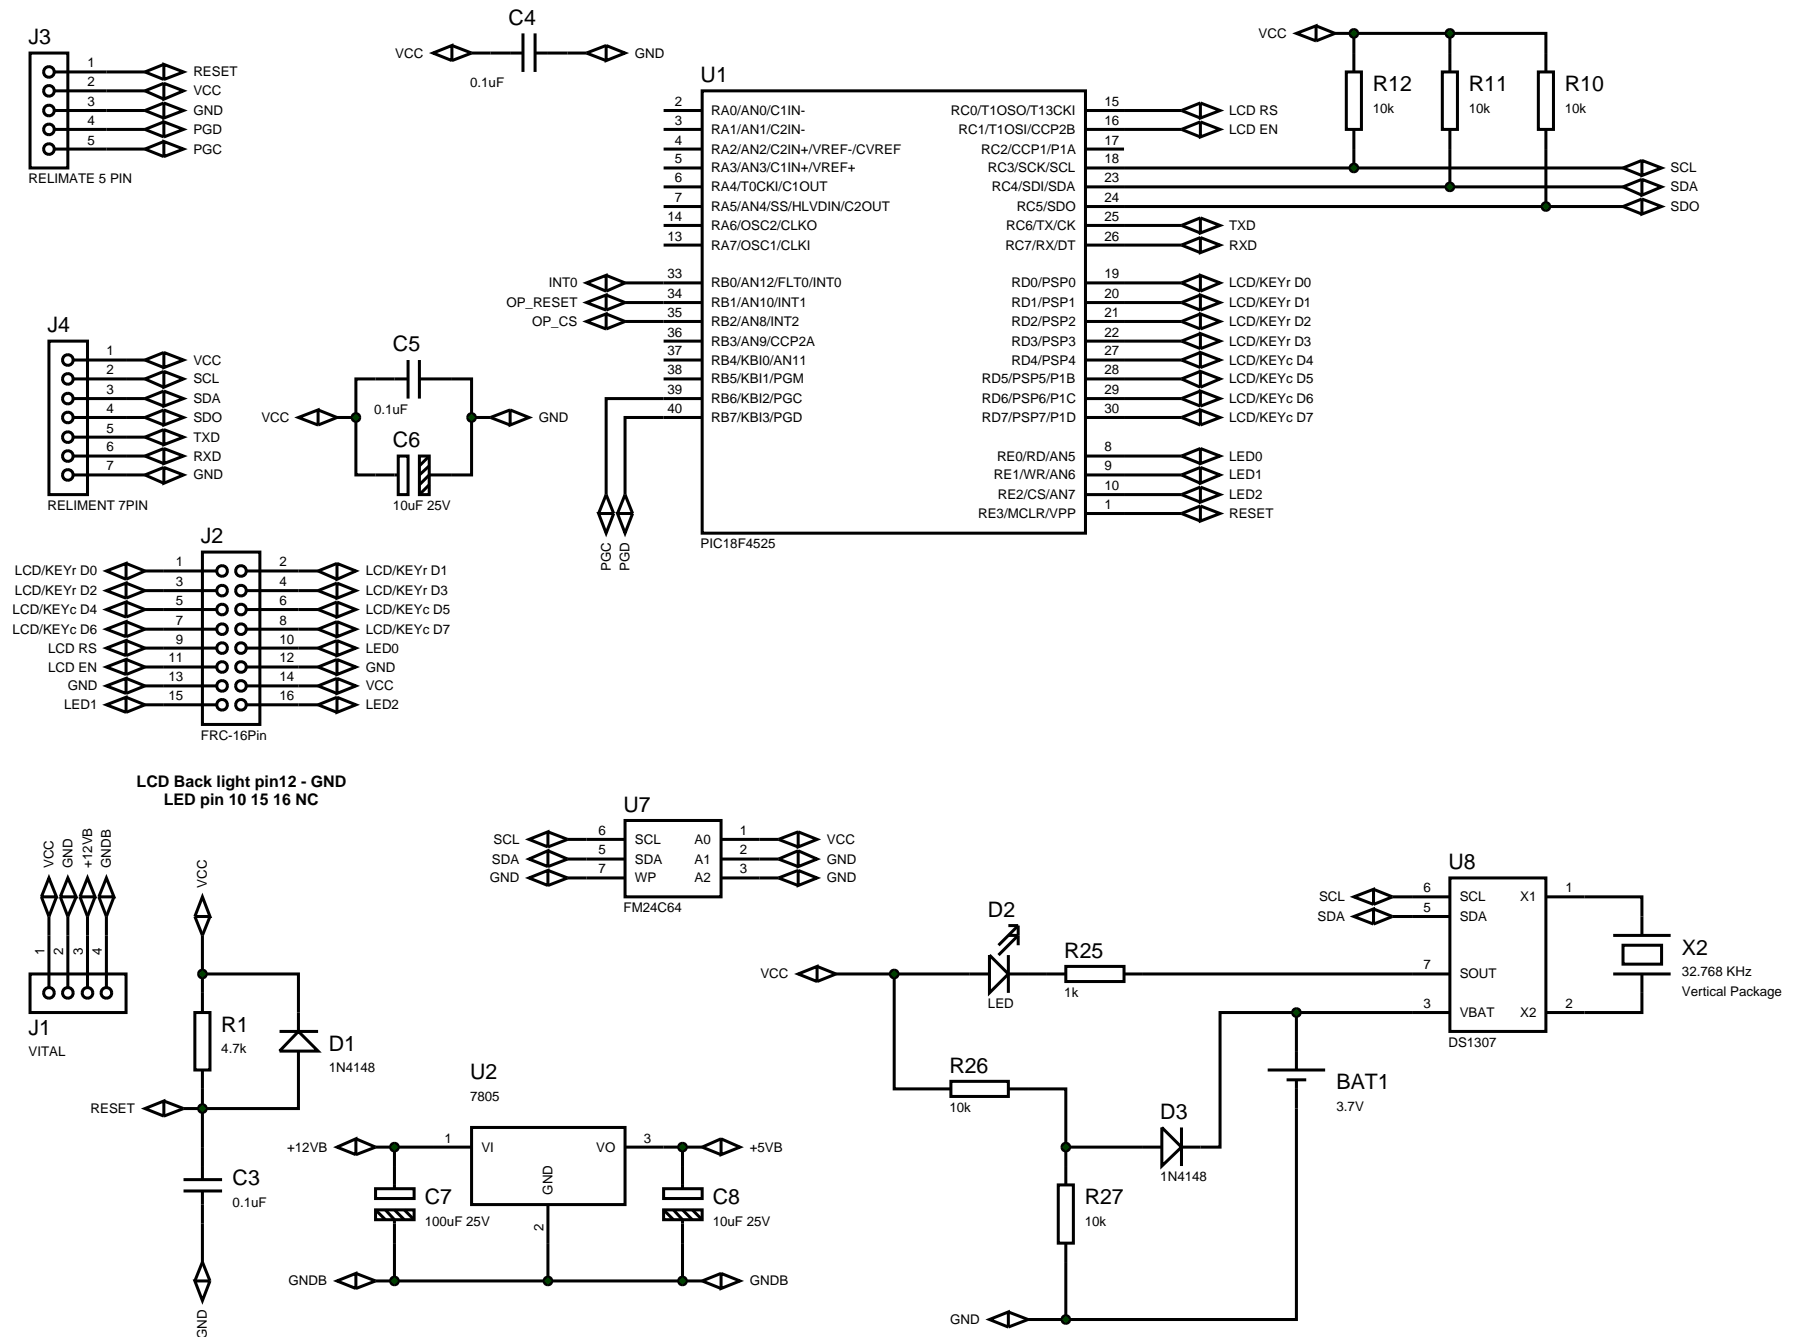 J3
1 RESET
2 VCC
3 GND
4 PGD
5 PGC
RELIMATE 5 PIN
C4
VCC GND
0.1uF
VCC
R12
10k
R11
10k
R10
10k
SCL
SDA
SDO
U1
2 RA0/AN0/C1IN-
3 RA1/AN1/C2IN-
4 RA2/AN2/C2IN+/VREF-/CVREF
5 RA3/AN3/C1IN+/VREF+
6 RA4/T0CKI/C1OUT
7 RA5/AN4/SS/HLVDIN/C2OUT
14 RA6/OSC2/CLKO
13 RA7/OSC1/CLKI
INT0 33 RB0/AN12/FLT0/INT0
OP_RESET 34 RB1/AN10/INT1
OP_CS 35 RB2/AN8/INT2
36 RB3/AN9/CCP2A
37 RB4/KBI0/AN11
38 RB5/KBI1/PGM
39 RB6/KBI2/PGC
40 RB7/KBI3/PGD
PGC
PGD
RC0/T1OSO/T13CKI 15 LCD RS
RC1/T1OSI/CCP2B 16 LCD EN
RC2/CCP1/P1A 17
RC3/SCK/SCL 18
RC4/SDI/SDA 23
RC5/SDO 24
RC6/TX/CK 25 TXD
RC7/RX/DT 26 RXD
RD0/PSP0 19 LCD/KEYr D0
RD1/PSP1 20 LCD/KEYr D1
RD2/PSP2 21 LCD/KEYr D2
RD3/PSP3 22 LCD/KEYr D3
RD4/PSP4 27 LCD/KEYc D4
RD5/PSP5/P1B 28 LCD/KEYc D5
RD6/PSP6/P1C 29 LCD/KEYc D6
RD7/PSP7/P1D 30 LCD/KEYc D7
RE0/RD/AN5 8 LED0
RE1/WR/AN6 9 LED1
RE2/CS/AN7 10 LED2
RE3/MCLR/VPP 1 RESET
PIC18F4525
J4
1 VCC
2 SCL
3 SDA
4 SDO
5 TXD
6 RXD
7 GND
RELIMENT 7PIN
C5
0.1uF
VCC GND
C6
10uF 25V
J2
LCD/KEYr D0 1 2 LCD/KEYr D1
LCD/KEYr D2 3 4 LCD/KEYr D3
LCD/KEYc D4 5 6 LCD/KEYc D5
LCD/KEYc D6 7 8 LCD/KEYc D7
LCD RS 9 10 LED0
LCD EN 11 12 GND
GND 13 14 VCC
LED1 15 16 LED2
FRC-16Pin
LCD Back light pin12 - GND
LED pin 10 15 16 NC
VCC GND +12VB GNDB
1 2 3 4
J1
VITAL
VCC
R1
4.7k
D1
1N4148
RESET
C3
0.1uF
GND
U7
SCL 6 SCL A0 1 VCC
SDA 5 SDA A1 2 GND
GND 7 WP A2 3 GND
FM24C64
U2
7805
+12VB 1 VI VO 3 +5VB
GND
2
C7
100uF 25V
C8
10uF 25V
GNDB GNDB
U8
SCL 6 SCL X1 1
SDA 5 SDA
7 SOUT
3 VBAT X2 2
DS1307
X2
32.768 KHz
Vertical Package
D2
LED
R25
1k
VCC
R26
10k
D3
1N4148
R27
10k
BAT1
3.7V
GND